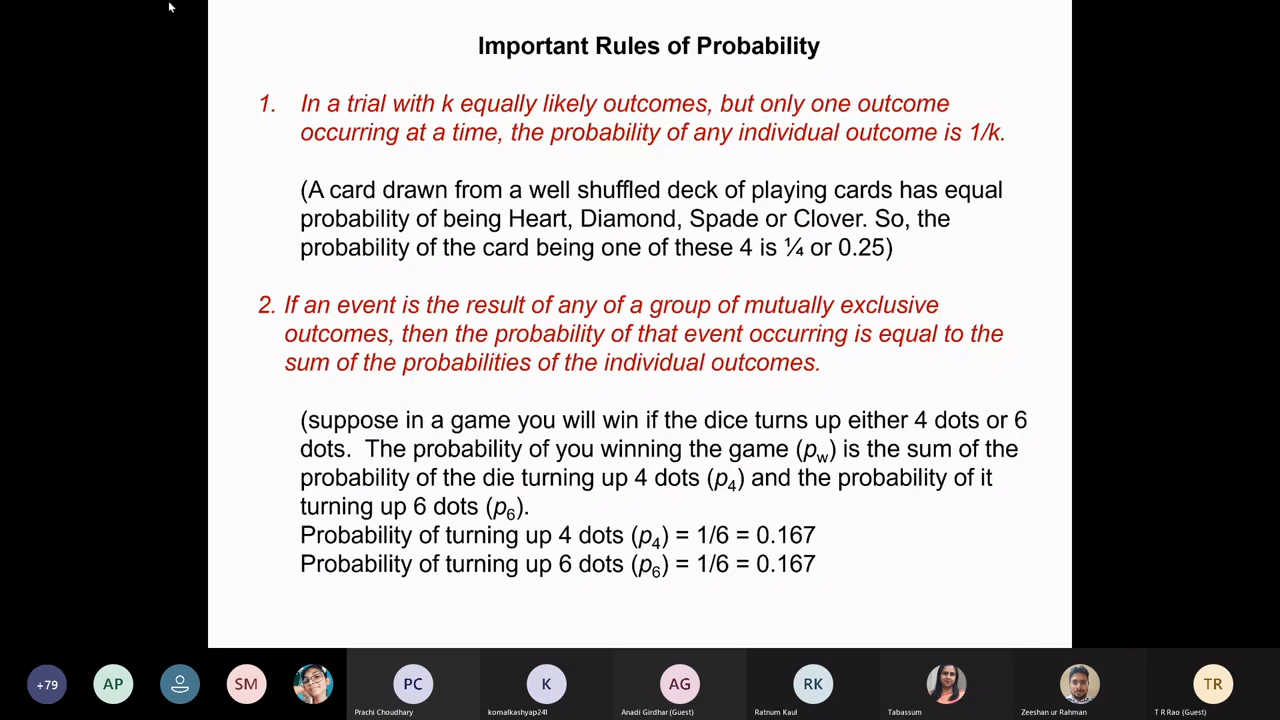 Important Rules of Probability
1. In a trial with k equally likely outcomes, but only one outcome
occurring at a time, the probability of any individual outcome is 1/k.
(A card drawn from a well shuffled deck of playing cards has equal
probability of being Heart, Diamond, Spade or Clover. So, the
probability of the card being one of these 4 is ¼ or 0.25)
2. If an event is the result of any of a group of mutually exclusive
outcomes, then the probability of that event occurring is equal to the
sum of the probabilities of the individual outcomes.
(suppose in a game you will win if the dice turns up either 4 dots or 6
dots. The probability of you winning the game (pw) is the sum of the
probability of the die turning up 4 dots (p4) and the probability of it
turning up 6 dots (p6).
Probability of turning up 4 dots (p4) = 1/6 = 0.167
Probability of turning up 6 dots (p6) = 1/6 = 0.167
+79 AP SM PC K AG RK TR
Prachi Choudhary komalkashyap241 Anadi Girdhar (Guest) Ratnum Kaul Tabassum Zeeshan ur Rahman T R Rao (Guest)